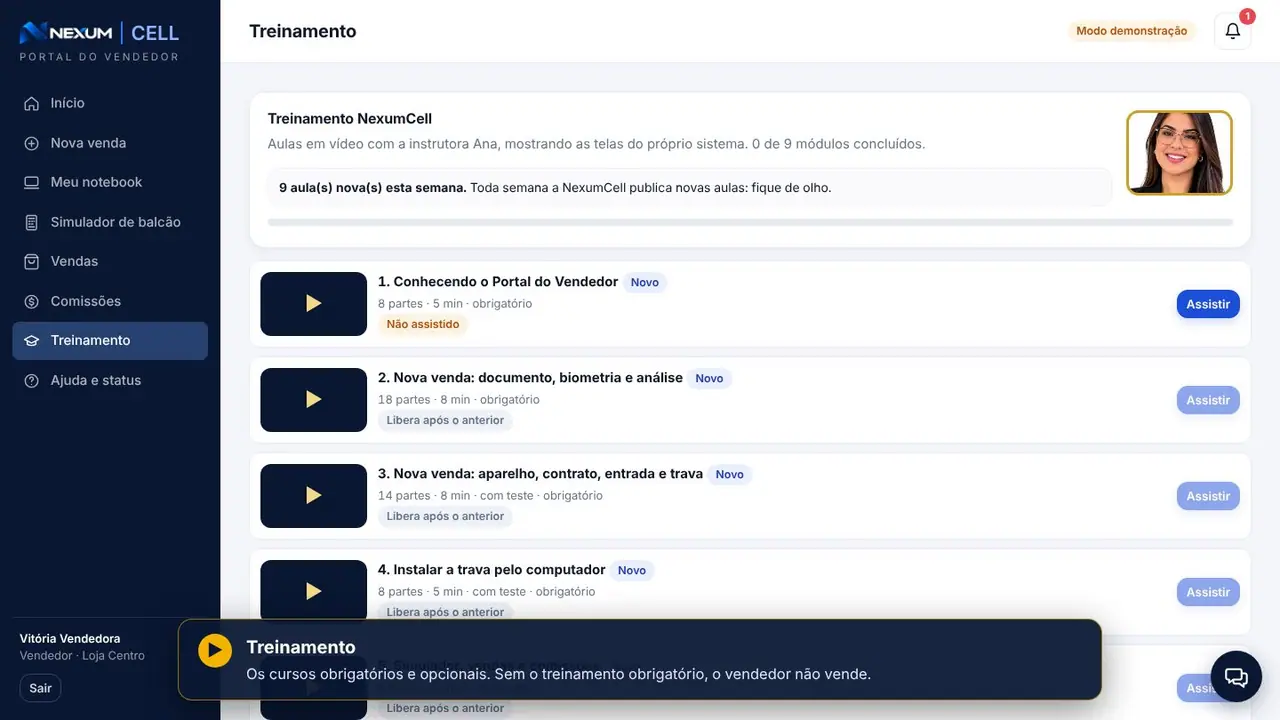 NEXUM | CELL
PORTAL DO VENDEDOR
Início
Nova venda
Meu notebook
Simulador de balcão
Vendas
Comissões
Treinamento
Ajuda e status
Vitória Vendedora
Vendedor · Loja Centro
Sair
Treinamento
Modo demonstração
1
Treinamento NexumCell
Aulas em vídeo com a instrutora Ana, mostrando as telas do próprio sistema. 0 de 9 módulos concluídos.
9 aula(s) nova(s) esta semana. Toda semana a NexumCell publica novas aulas: fique de olho.
1. Conhecendo o Portal do Vendedor Novo
8 partes · 5 min · obrigatório
Não assistido
Assistir
2. Nova venda: documento, biometria e análise Novo
18 partes · 8 min · obrigatório
Libera após o anterior
Assistir
3. Nova venda: aparelho, contrato, entrada e trava Novo
14 partes · 8 min · com teste · obrigatório
Libera após o anterior
Assistir
4. Instalar a trava pelo computador Novo
8 partes · 5 min · com teste · obrigatório
Libera após o anterior
Assistir
Treinamento
Os cursos obrigatórios e opcionais. Sem o treinamento obrigatório, o vendedor não vende.
Libera após o anterior